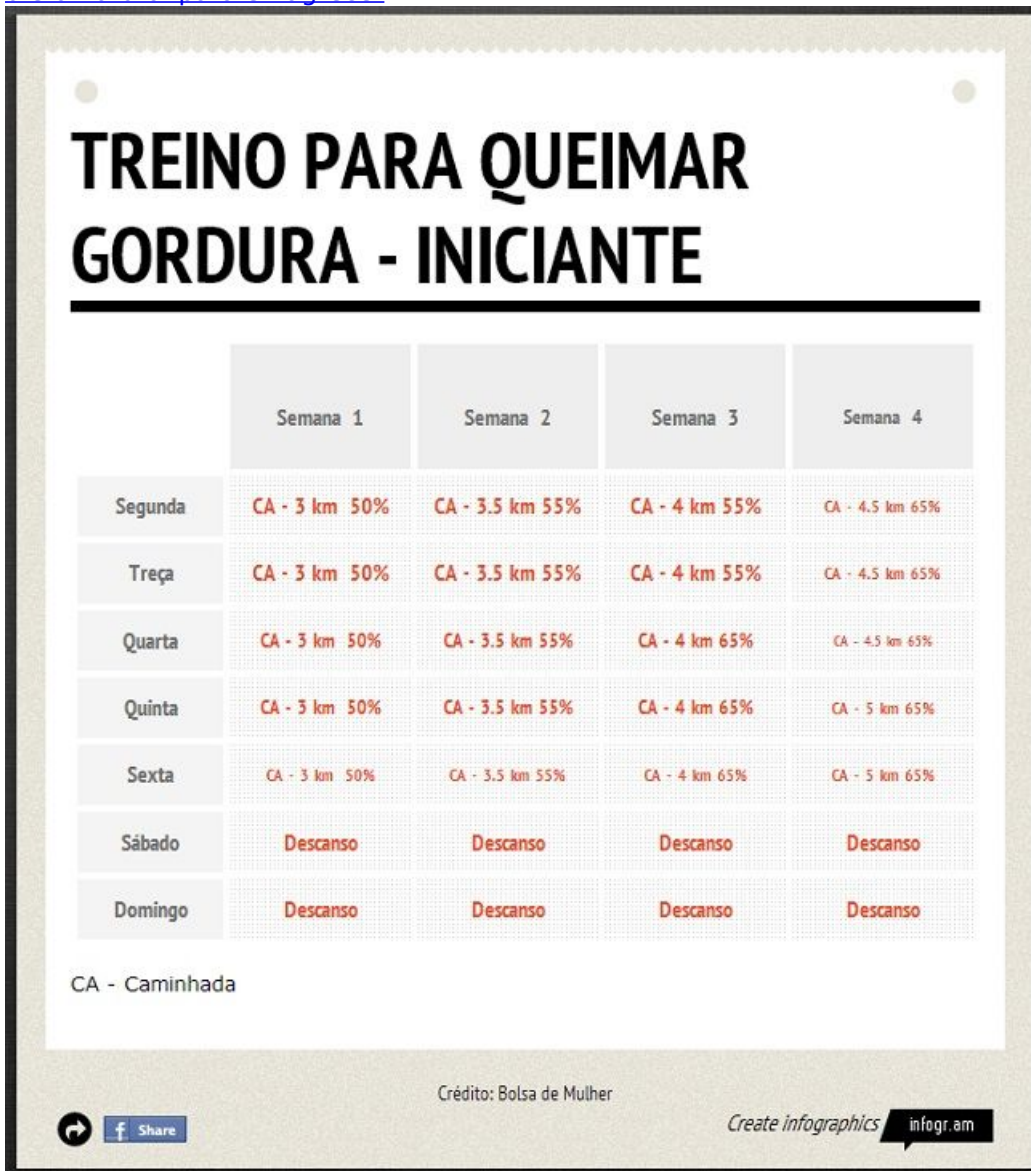 TREINO PARA QUEIMAR
GORDURA - INICIANTE
Semana 1 Semana 2 Semana 3 Semana 4
Segunda CA - 3 km 50% CA - 3.5 km 55% CA - 4 km 55% CA - 4.5 km 65%
Treça CA - 3 km 50% CA - 3.5 km 55% CA - 4 km 55% CA - 4.5 km 65%
Quarta CA - 3 km 50% CA - 3.5 km 55% CA - 4 km 65% CA - 4.5 km 65%
Quinta CA - 3 km 50% CA - 3.5 km 55% CA - 4 km 65% CA - 5 km 65%
Sexta CA - 3 km 50% CA - 3.5 km 55% CA - 4 km 65% CA - 5 km 65%
Sábado Descanso Descanso Descanso Descanso
Domingo Descanso Descanso Descanso Descanso
CA - Caminhada
Crédito: Bolsa de Mulher
f Share
Create infographics infogr.am